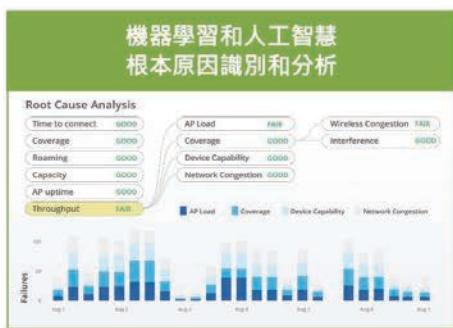 機器學習和人工智慧
根本原因識別和分析
Root Cause Analysis
Time to connect GOOD
AP Load FAIR
Wireless Congestion FAIR
Coverage GOOD
Coverage GOOD
Interference GOOD
Roaming GOOD
Device Capability GOOD
Capacity GOOD
Network Congestion GOOD
AP uptime GOOD
Throughput FAIR
AP Load
Coverage
Device Capability
Network Congestion
Failures